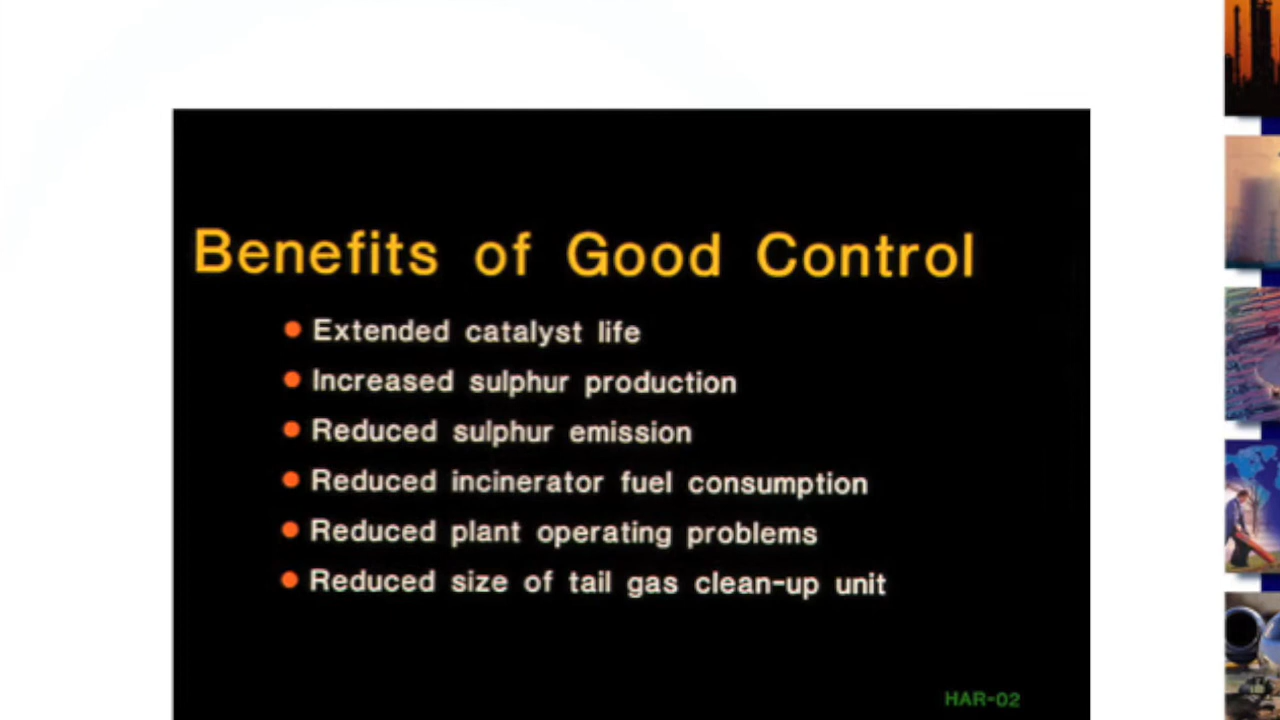 Benefits of Good Control
Extended catalyst life
Increased sulphur production
Reduced sulphur emission
Reduced incinerator fuel consumption
Reduced plant operating problems
Reduced size of tail gas clean-up unit
HAR-02